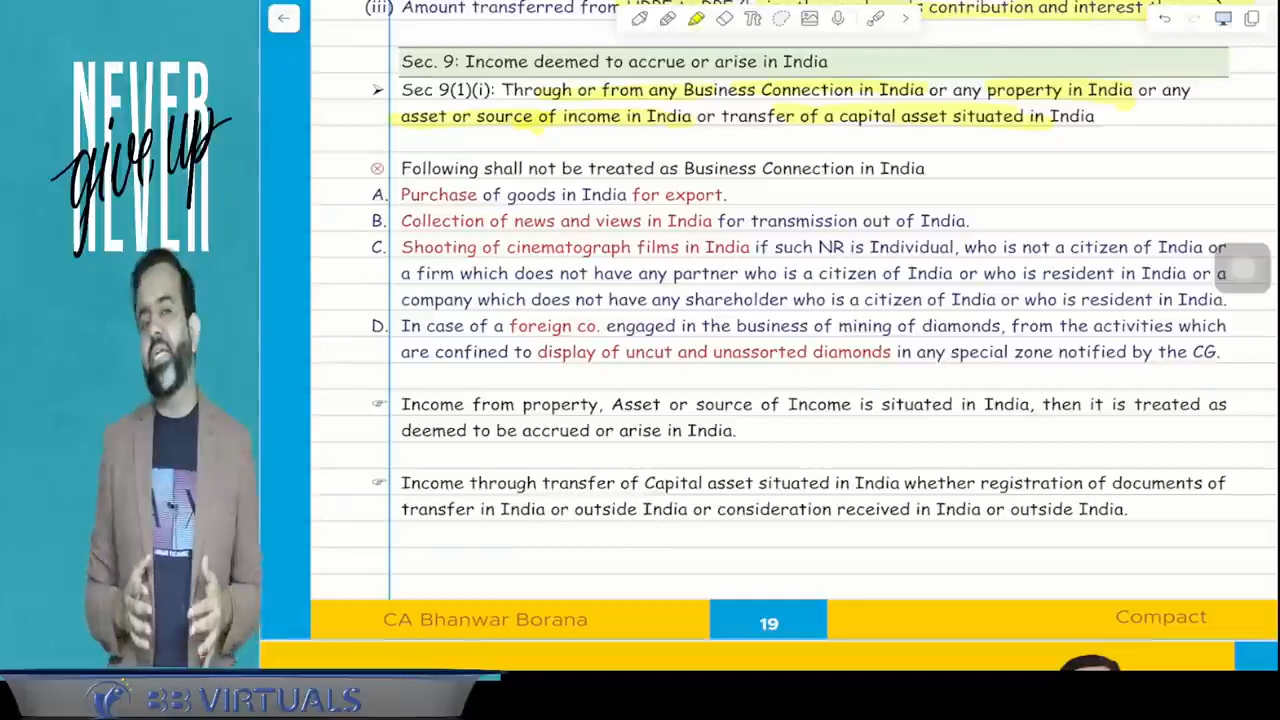 (iii) Amount transferred from contribution and interest
NEVER
give up
NEVER
Sec. 9: Income deemed to accrue or arise in India
➤ Sec 9(1)(i): Through or from any Business Connection in India or any property in India or any
asset or source of income in India or transfer of a capital asset situated in India
Following shall not be treated as Business Connection in India
A. Purchase of goods in India for export.
B. Collection of news and views in India for transmission out of India.
C. Shooting of cinematograph films in India if such NR is Individual, who is not a citizen of India or
a firm which does not have any partner who is a citizen of India or who is resident in India or a
company which does not have any shareholder who is a citizen of India or who is resident in India.
D. In case of a foreign co. engaged in the business of mining of diamonds, from the activities which
are confined to display of uncut and unassorted diamonds in any special zone notified by the CG.
☞ Income from property, Asset or source of Income is situated in India, then it is treated as
deemed to be accrued or arise in India.
☞ Income through transfer of Capital asset situated in India whether registration of documents of
transfer in India or outside India or consideration received in India or outside India.
CA Bhanwar Borana
19
Compact
BB VIRTUALS